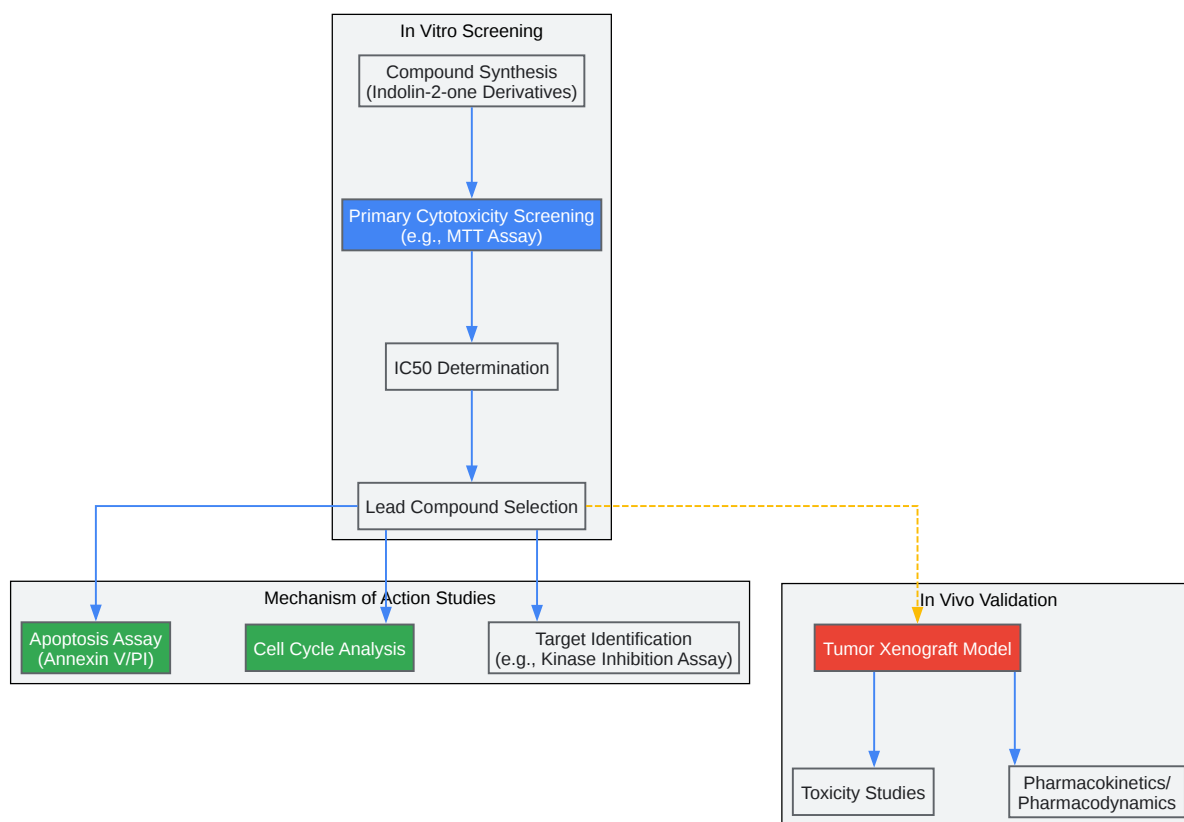 In Vitro Screening
Compound Synthesis
(Indolin-2-one Derivatives)
Primary Cytotoxicity Screening
(e.g., MTT Assay)
IC50 Determination
Lead Compound Selection
Mechanism of Action Studies
Apoptosis Assay
(Annexin V/PI)
Cell Cycle Analysis
Target Identification
(e.g., Kinase Inhibition Assay)
In Vivo Validation
Tumor Xenograft Model
Toxicity Studies
Pharmacokinetics/
Pharmacodynamics